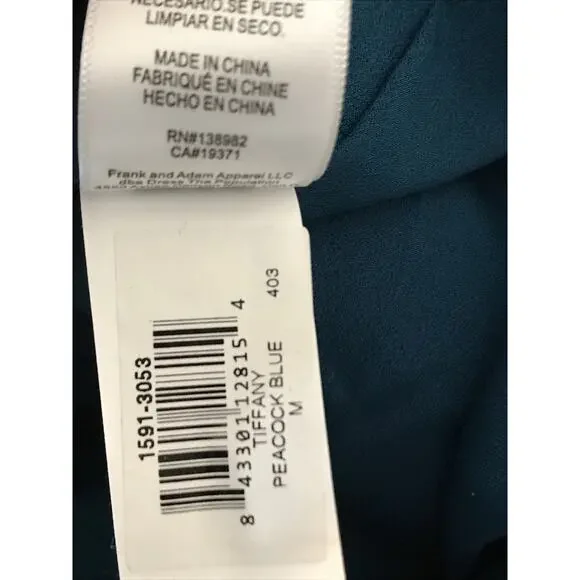 NECESARIO.SE PUEDE
LIMPIAR EN SECO.
MADE IN CHINA
FABRIQUÉ EN CHINE
HECHO EN CHINA
RN#138982
CA#19371
Frank and Adam Apparel LLC
dba Dress The Population
1591-3053
8 43301 12815 4
TIFFANY
PEACOCK BLUE 403
M